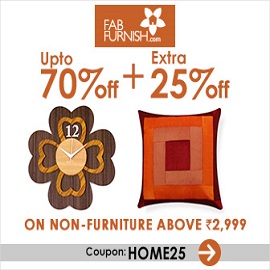 FAB
FURNISH.com
Upto
70%off
+
Extra
25%off
12
ON NON-FURNITURE ABOVE ₹2,999
Coupon: HOME25